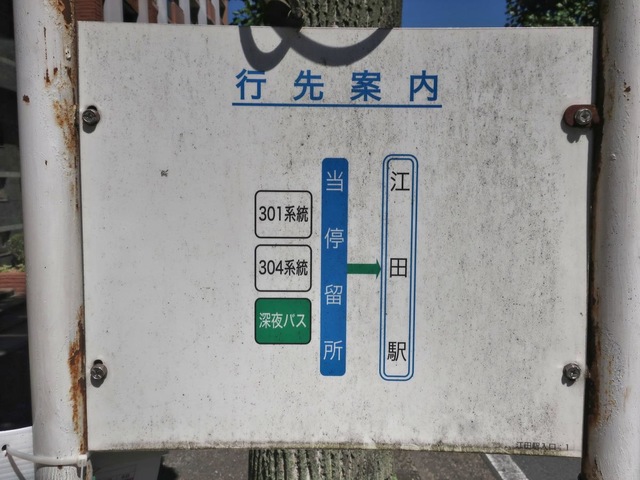 行先案内
301系統
304系統
深夜バス
当停留所
江田駅